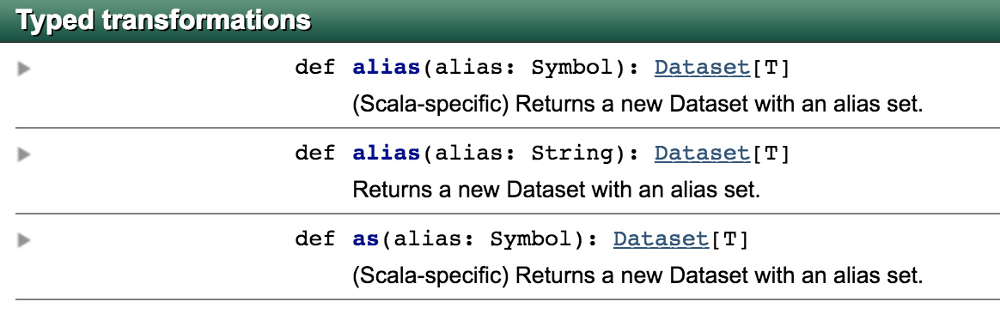 Typed transformations
def alias(alias: Symbol): Dataset[T]
(Scala-specific) Returns a new Dataset with an alias set.
def alias(alias: String): Dataset[T]
Returns a new Dataset with an alias set.
def as(alias: Symbol): Dataset[T]
(Scala-specific) Returns a new Dataset with an alias set.